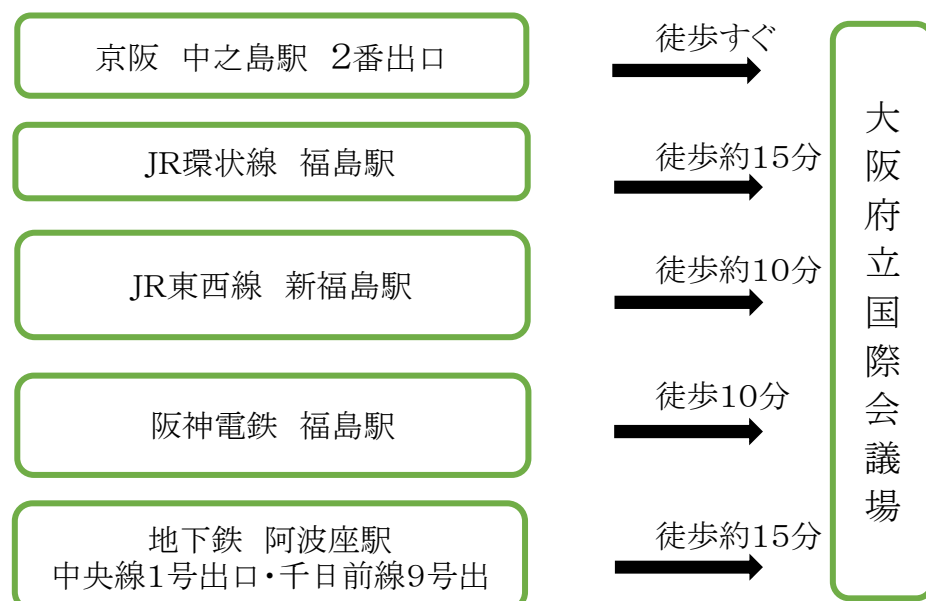 京阪　中之島駅　2番出口
徒歩すぐ
JR環状線　福島駅
徒歩約15分
JR東西線　新福島駅
徒歩約10分
阪神電鉄　福島駅
徒歩10分
地下鉄　阿波座駅
中央線1号出口・千日前線9号出
徒歩約15分
大阪府立国際会議場